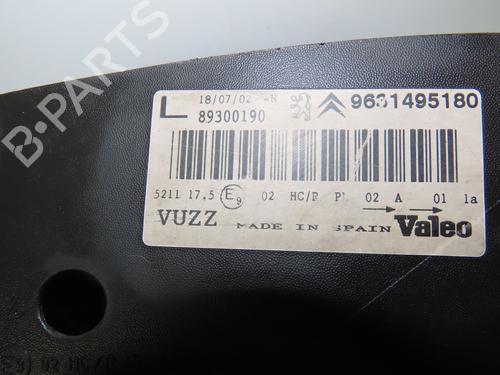 B-PARTS
L 18/07/02 -N 9631495180
89300190
5211 17.5 E9 02 HC/R PL 02 A 01 1a
VUZZ MADE IN SPAIN Valeo